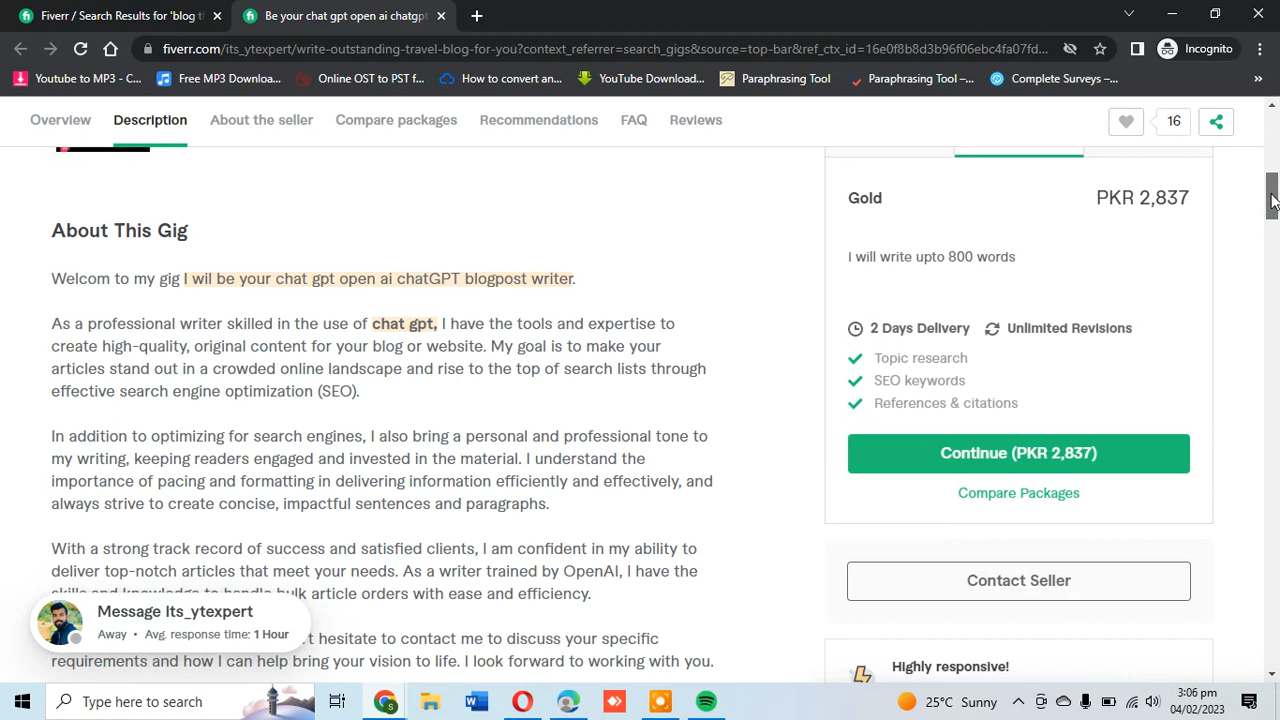 Fiverr / 'blog for my'
Be your chat gpt open ai chatgpt
fiverr.com/its_ytexpert/write-outstanding-travel-blog-for-you?context_referrer=search_gigs&source=top-bar&ref_ctx_id=16e0f8b8d3b96f06ebc4fa07fd...
Incognito
Youtube to MP3 - C...
Free MP3 Downloa...
Online OST to PST f...
How to convert an...
YouTube Download...
Paraphrasing Tool
Paraphrasing Tool –...
Complete Surveys –...
Overview
Description
About the seller
Compare packages
Recommendations
FAQ
Reviews
16
Gold
PKR 2,837
I will write upto 800 words
2 Days Delivery
Unlimited Revisions
Topic research
SEO keywords
References & citations
Continue (PKR 2,837)
Compare Packages
Contact Seller
Highly responsive!
About This Gig
Welcom to my gig I wil be your chat gpt open ai chatGPT blogpost writer.
As a professional writer skilled in the use of chat gpt, I have the tools and expertise to
create high-quality, original content for your blog or website. My goal is to make your
articles stand out in a crowded online landscape and rise to the top of search lists through
effective search engine optimization (SEO).
In addition to optimizing for search engines, I also bring a personal and professional tone to
my writing, keeping readers engaged and invested in the material. I understand the
importance of pacing and formatting in delivering information efficiently and effectively, and
always strive to create concise, impactful sentences and paragraphs.
With a strong track record of success and satisfied clients, I am confident in my ability to
deliver top-notch articles that meet your needs. As a writer trained by OpenAI, I have the
skills and knowledge to handle bulk article orders with ease and efficiency.
hesitate to contact me to discuss your specific
requirements and how I can help bring your vision to life. I look forward to working with you.
Message Its_ytexpert
Away • Avg. response time: 1 Hour
Type here to search
25°C Sunny
3:06 pm
04/02/2023